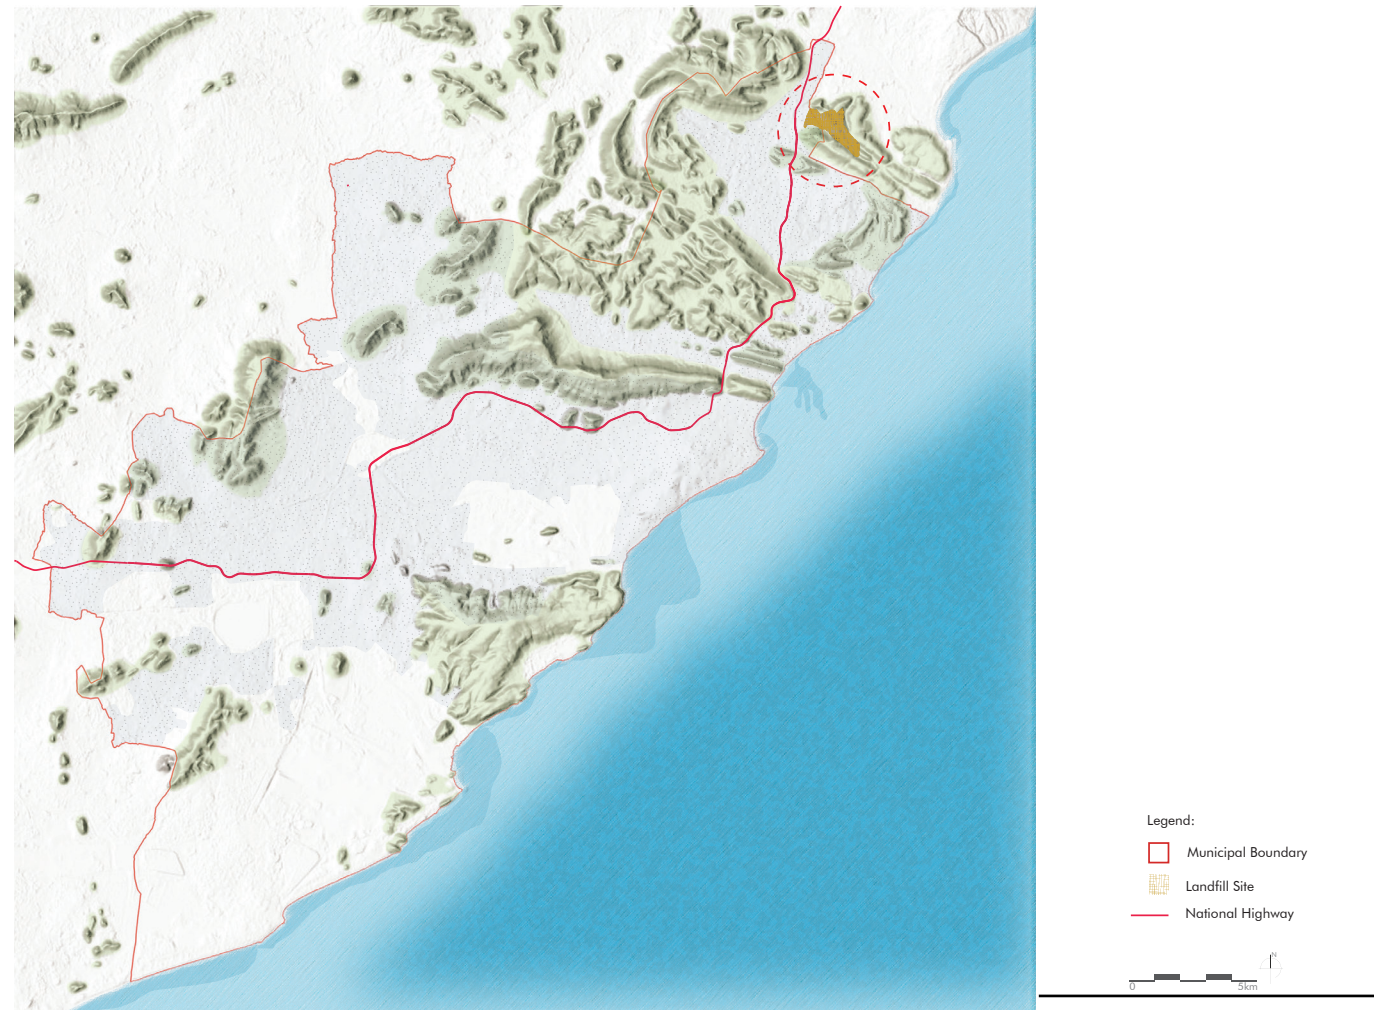 Legend:
Municipal Boundary
Landfill Site
National Highway
N
0 5km